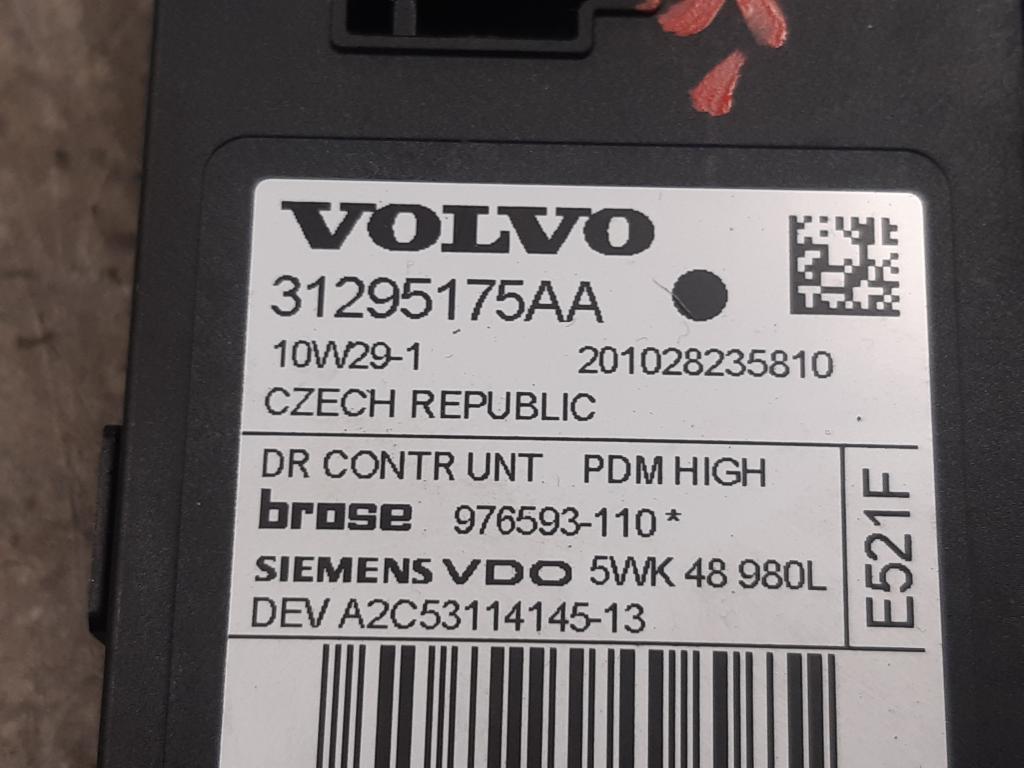 VOLVO
31295175AA
10W29-1 201028235810
CZECH REPUBLIC
DR CONTR UNT PDM HIGH
brose 976593-110*
SIEMENS VDO 5WK 48 980L
DEV A2C53114145-13
E521F